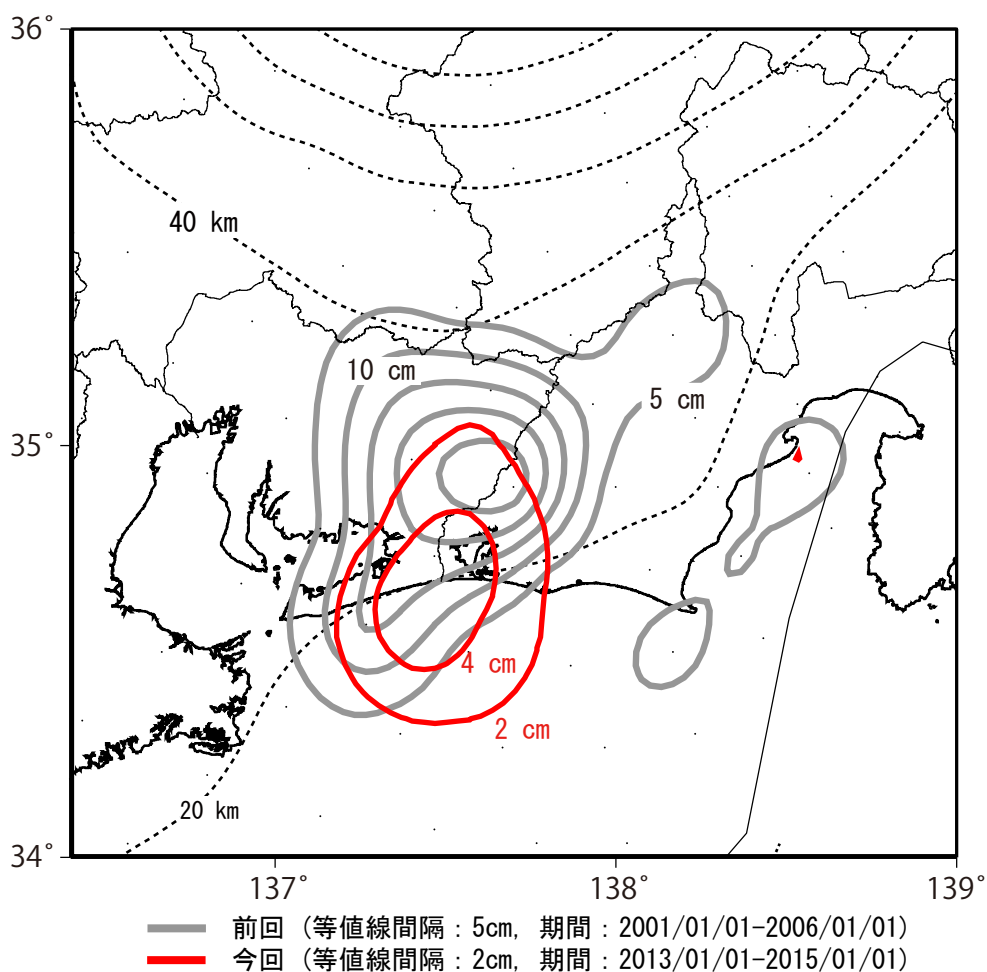 36°
40 km
10 cm
5 cm
35°
4 cm
2 cm
20 km
34°
137°
138°
139°
前回 (等値線間隔：5cm, 期間：2001/01/01-2006/01/01)
今回 (等値線間隔：2cm, 期間：2013/01/01-2015/01/01)